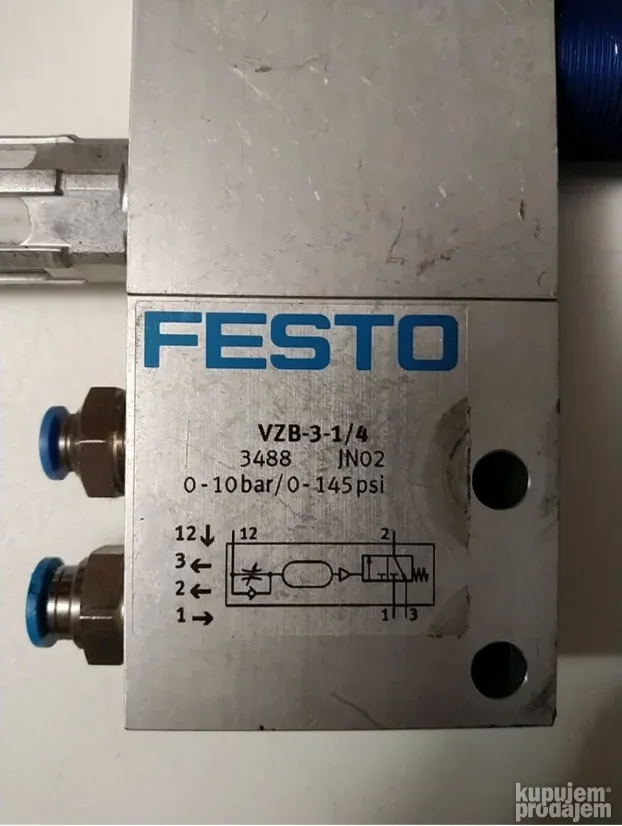 FESTO
VZB-3-1/4
3488 JN02
0-10bar/0-145psi
12 ↓ 12 2
3 ←
2 ←
1 → 1 3
kupujem
prodajem